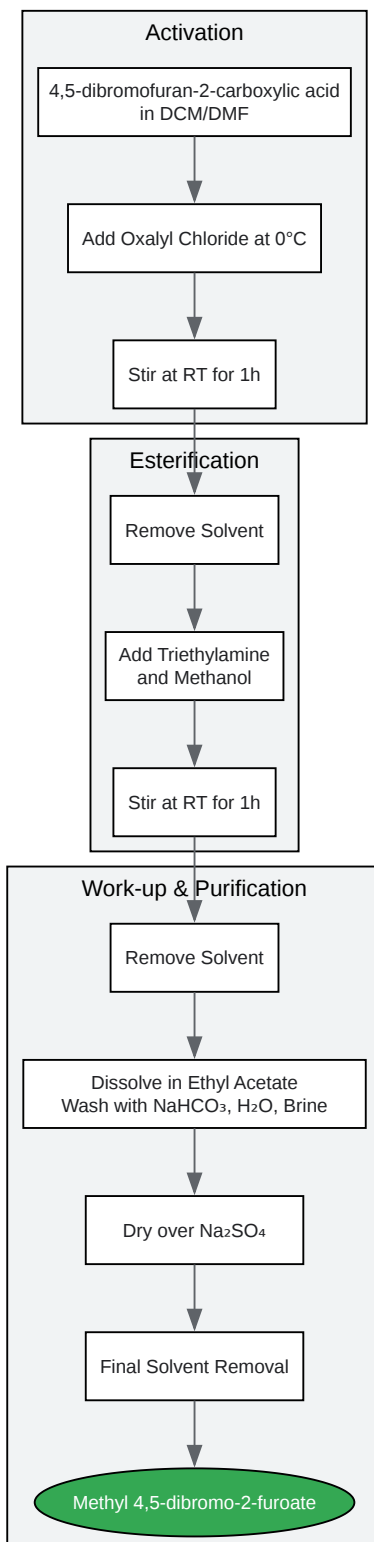 Activation
4,5-dibromofuran-2-carboxylic acid
in DCM/DMF
Add Oxalyl Chloride at 0°C
Stir at RT for 1h
Esterification
Remove Solvent
Add Triethylamine
and Methanol
Stir at RT for 1h
Work-up & Purification
Remove Solvent
Dissolve in Ethyl Acetate
Wash with NaHCO₃, H₂O, Brine
Dry over Na₂SO₄
Final Solvent Removal
Methyl 4,5-dibromo-2-furoate